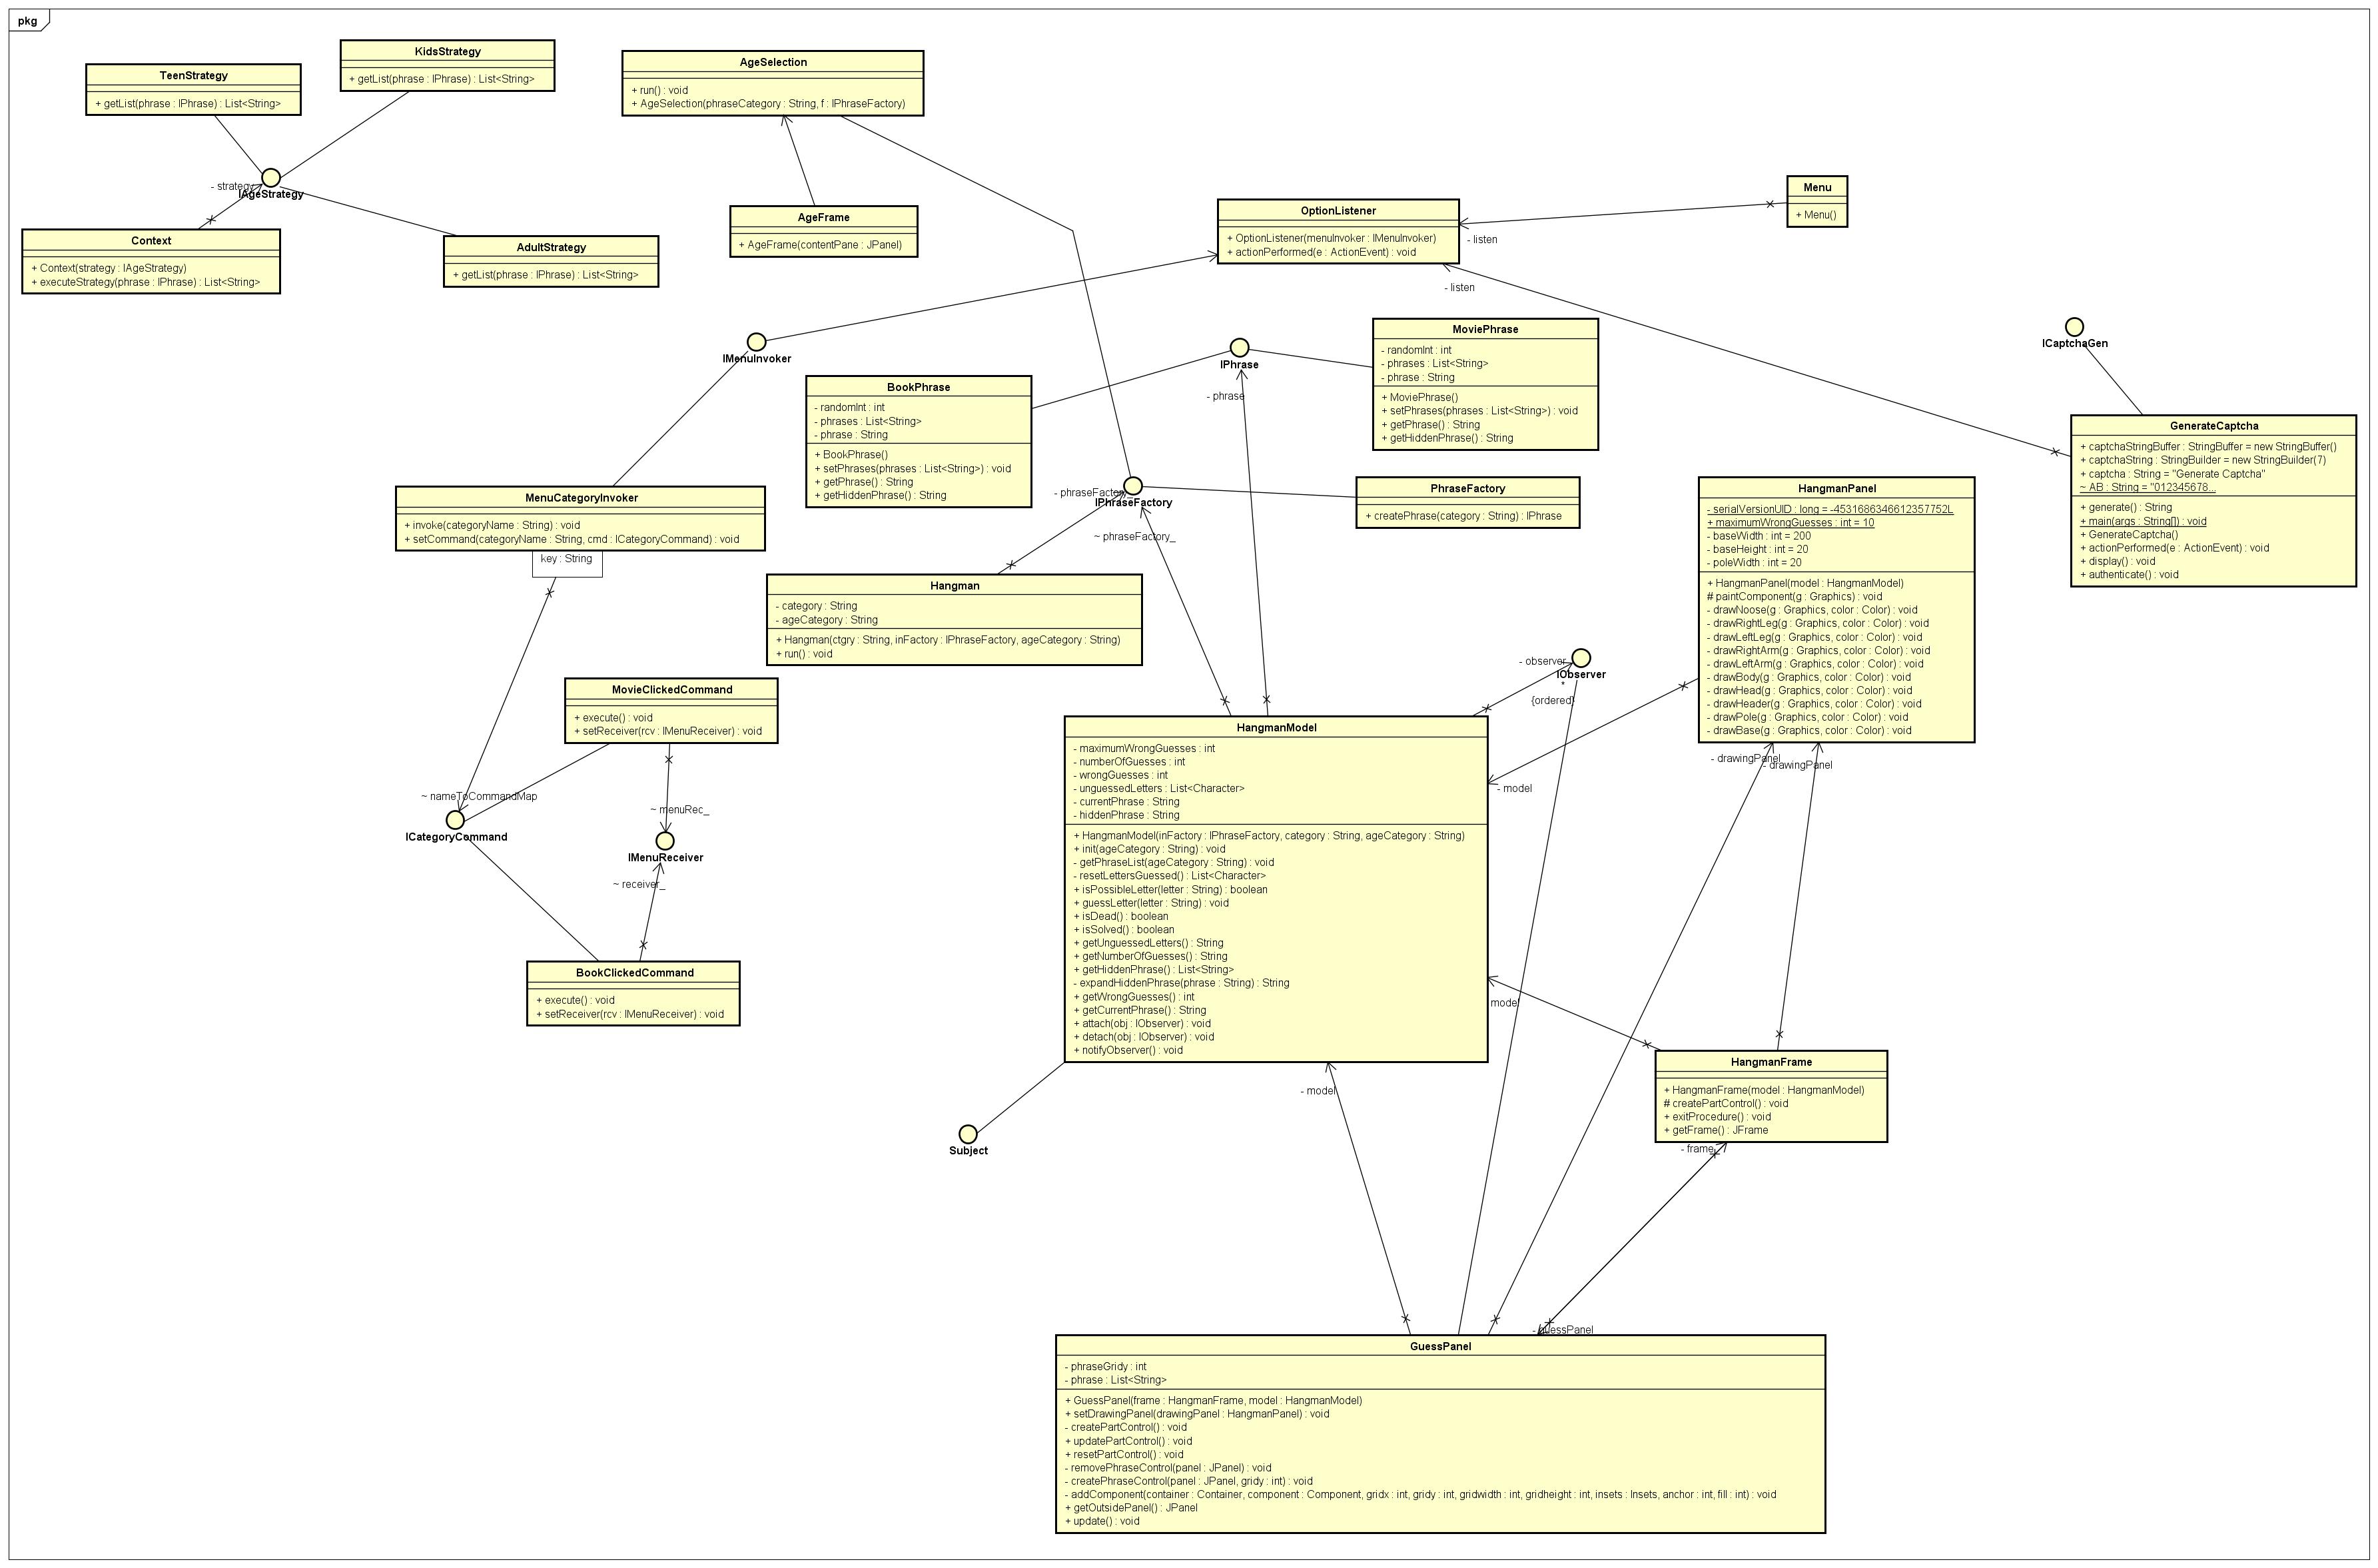 pkg
KidsStrategy
+ getList(phrase : IPhrase) : List<String>
TeenStrategy
+ getList(phrase : IPhrase) : List<String>
AgeSelection
+ run() : void
+ AgeSelection(phraseCategory : String, f : IPhraseFactory)
- strategy
IAgeStrategy
Context
+ Context(strategy : IAgeStrategy)
+ executeStrategy(phrase : IPhrase) : List<String>
AdultStrategy
+ getList(phrase : IPhrase) : List<String>
AgeFrame
+ AgeFrame(contentPane : JPanel)
OptionListener
+ OptionListener(menuInvoker : IMenuInvoker)
+ actionPerformed(e : ActionEvent) : void
Menu
+ Menu()
- listen
- listen
IMenuInvoker
IPhrase
- phrase
MoviePhrase
- randomInt : int
- phrases : List<String>
- phrase : String
+ MoviePhrase()
+ setPhrases(phrases : List<String>) : void
+ getPhrase() : String
+ getHiddenPhrase() : String
ICaptchaGen
BookPhrase
- randomInt : int
- phrases : List<String>
- phrase : String
+ BookPhrase()
+ setPhrases(phrases : List<String>) : void
+ getPhrase() : String
+ getHiddenPhrase() : String
GenerateCaptcha
+ captchaStringBuffer : StringBuffer = new StringBuffer()
+ captchaString : StringBuilder = new StringBuilder(7)
+ captcha : String = "Generate Captcha"
~ AB : String = "012345678...
+ generate() : String
+ main(args : String[]) : void
+ GenerateCaptcha()
+ actionPerformed(e : ActionEvent) : void
+ display() : void
+ authenticate() : void
MenuCategoryInvoker
+ invoke(categoryName : String) : void
+ setCommand(categoryName : String, cmd : ICategoryCommand) : void
key : String
- phraseFactory_
IPhraseFactory
~ phraseFactory_
PhraseFactory
+ createPhrase(category : String) : IPhrase
HangmanPanel
- serialVersionUID : long = -4531686346612357752L
+ maximumWrongGuesses : int = 10
- baseWidth : int = 200
- baseHeight : int = 20
- poleWidth : int = 20
+ HangmanPanel(model : HangmanModel)
# paintComponent(g : Graphics) : void
- drawNoose(g : Graphics, color : Color) : void
- drawRightLeg(g : Graphics, color : Color) : void
- drawLeftLeg(g : Graphics, color : Color) : void
- drawRightArm(g : Graphics, color : Color) : void
- drawLeftArm(g : Graphics, color : Color) : void
- drawBody(g : Graphics, color : Color) : void
- drawHead(g : Graphics, color : Color) : void
- drawHeader(g : Graphics, color : Color) : void
- drawPole(g : Graphics, color : Color) : void
- drawBase(g : Graphics, color : Color) : void
Hangman
- category : String
- ageCategory : String
+ Hangman(ctgry : String, inFactory : IPhraseFactory, ageCategory : String)
+ run() : void
MovieClickedCommand
+ execute() : void
+ setReceiver(rcv : IMenuReceiver) : void
- observer
IObserver
*
{ordered}
- drawingPanel
- drawingPanel
- model
HangmanModel
- maximumWrongGuesses : int
- numberOfGuesses : int
- wrongGuesses : int
- unguessedLetters : List<Character>
- currentPhrase : String
- hiddenPhrase : String
+ HangmanModel(inFactory : IPhraseFactory, category : String, ageCategory : String)
+ init(ageCategory : String) : void
- getPhraseList(ageCategory : String) : void
- resetLettersGuessed() : List<Character>
+ isPossibleLetter(letter : String) : boolean
+ guessLetter(letter : String) : void
+ isDead() : boolean
+ isSolved() : boolean
+ getUnguessedLetters() : String
+ getNumberOfGuesses() : String
+ getHiddenPhrase() : List<String>
- expandHiddenPhrase(phrase : String) : String
+ getWrongGuesses() : int
+ getCurrentPhrase() : String
+ attach(obj : IObserver) : void
+ detach(obj : IObserver) : void
+ notifyObserver() : void
~ nameToCommandMap
ICategoryCommand
~ menuRec_
IMenuReceiver
~ receiver_
BookClickedCommand
+ execute() : void
+ setReceiver(rcv : IMenuReceiver) : void
model
HangmanFrame
+ HangmanFrame(model : HangmanModel)
# createPartControl() : void
+ exitProcedure() : void
+ getFrame() : JFrame
- model
Subject
- frame
- guessPanel
GuessPanel
- phraseGridy : int
- phrase : List<String>
+ GuessPanel(frame : HangmanFrame, model : HangmanModel)
+ setDrawingPanel(drawingPanel : HangmanPanel) : void
- createPartControl() : void
+ updatePartControl() : void
+ resetPartControl() : void
- removePhraseControl(panel : JPanel) : void
- createPhraseControl(panel : JPanel, gridy : int) : void
- addComponent(container : Container, component : Component, gridx : int, gridy : int, gridwidth : int, gridheight : int, insets : Insets, anchor : int, fill : int) : void
+ getOutsidePanel() : JPanel
+ update() : void